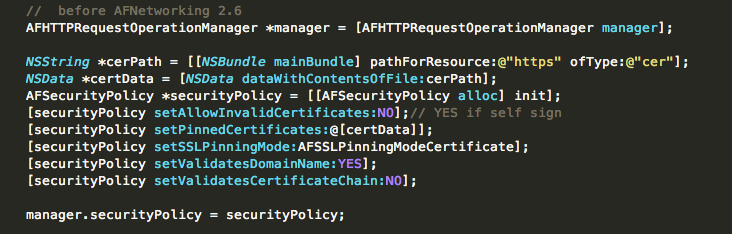 //  before AFNetworking 2.6
AFHTTPRequestOperationManager *manager = [AFHTTPRequestOperationManager manager];
NSString *cerPath = [[NSBundle mainBundle] pathForResource:@"https" ofType:@"cer"];
NSData *certData = [NSData dataWithContentsOfFile:cerPath];
AFSecurityPolicy *securityPolicy = [[AFSecurityPolicy alloc] init];
[securityPolicy setAllowInvalidCertificates:NO];// YES if self sign
[securityPolicy setPinnedCertificates:@[certData]];
[securityPolicy setSSLPinningMode:AFSSLPinningModeCertificate];
[securityPolicy setValidatesDomainName:YES];
[securityPolicy setValidatesCertificateChain:NO];
manager.securityPolicy = securityPolicy;